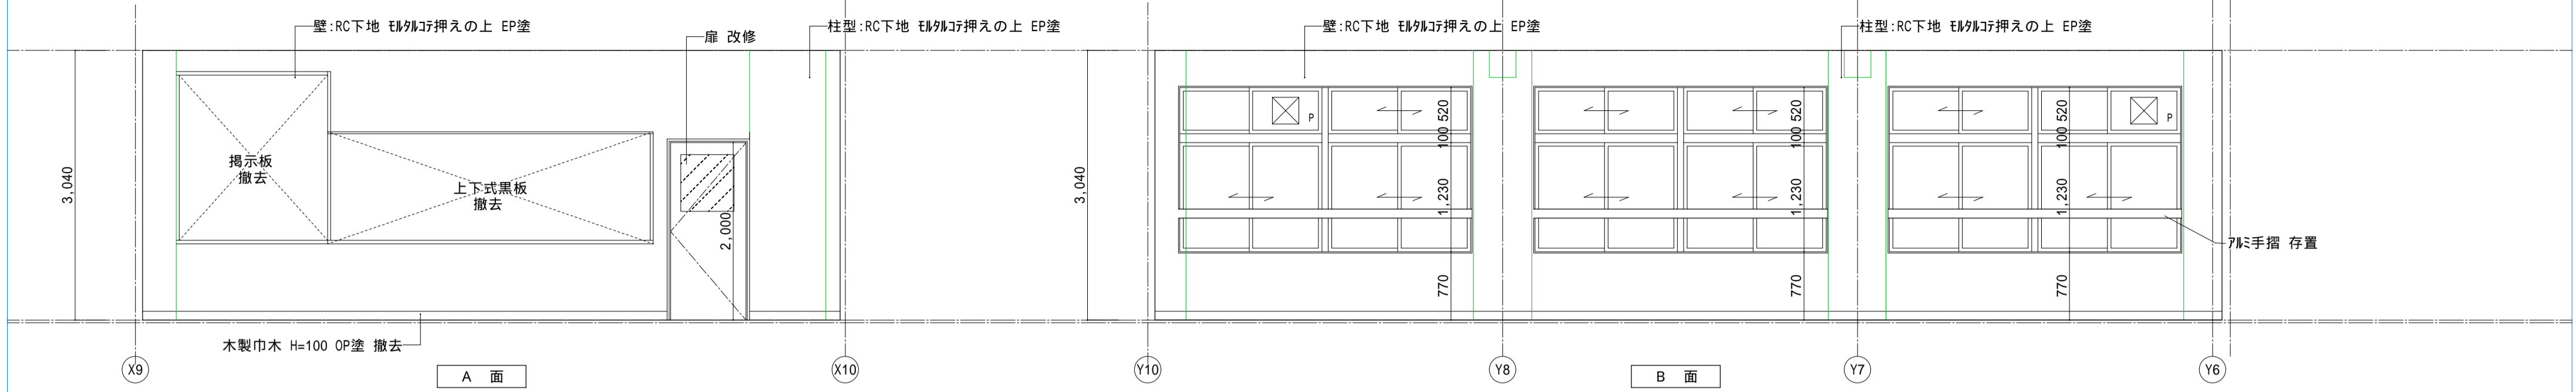 壁:RC下地 ﾓﾙﾀﾙｺﾃ押えの上 EP塗
柱型:RC下地 ﾓﾙﾀﾙｺﾃ押えの上 EP塗
扉 改修
掲示板
撤去
上下式黒板
撤去
3,040
2,000
木製巾木 H=100 OP塗 撤去
X9
X10
A 面
壁:RC下地 ﾓﾙﾀﾙｺﾃ押えの上 EP塗
柱型:RC下地 ﾓﾙﾀﾙｺﾃ押えの上 EP塗
3,040
P
520
100
1,230
770
520
100
1,230
770
520
100
1,230
770
P
ｱﾙﾐ手摺 存置
Y10
Y8
Y7
Y6
B 面